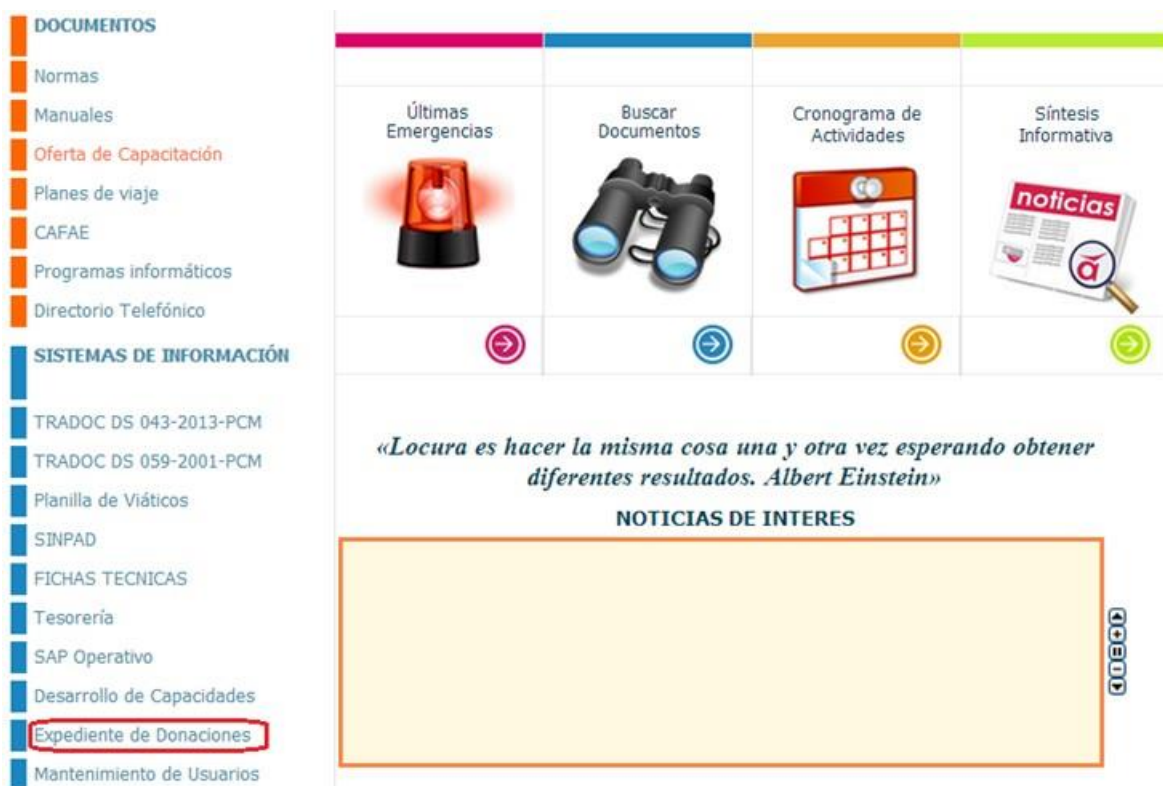 DOCUMENTOS
Normas
Manuales
Oferta de Capacitación
Planes de viaje
CAFAE
Programas informáticos
Directorio Telefónico
SISTEMAS DE INFORMACIÓN
TRADOC DS 043-2013-PCM
TRADOC DS 059-2001-PCM
Planilla de Viáticos
SINPAD
FICHAS TECNICAS
Tesorería
SAP Operativo
Desarrollo de Capacidades
Expediente de Donaciones
Mantenimiento de Usuarios
Últimas
Emergencias
Buscar
Documentos
Cronograma de
Actividades
Síntesis
Informativa
noticias
á
«Locura es hacer la misma cosa una y otra vez esperando obtener
diferentes resultados. Albert Einstein»
NOTICIAS DE INTERES